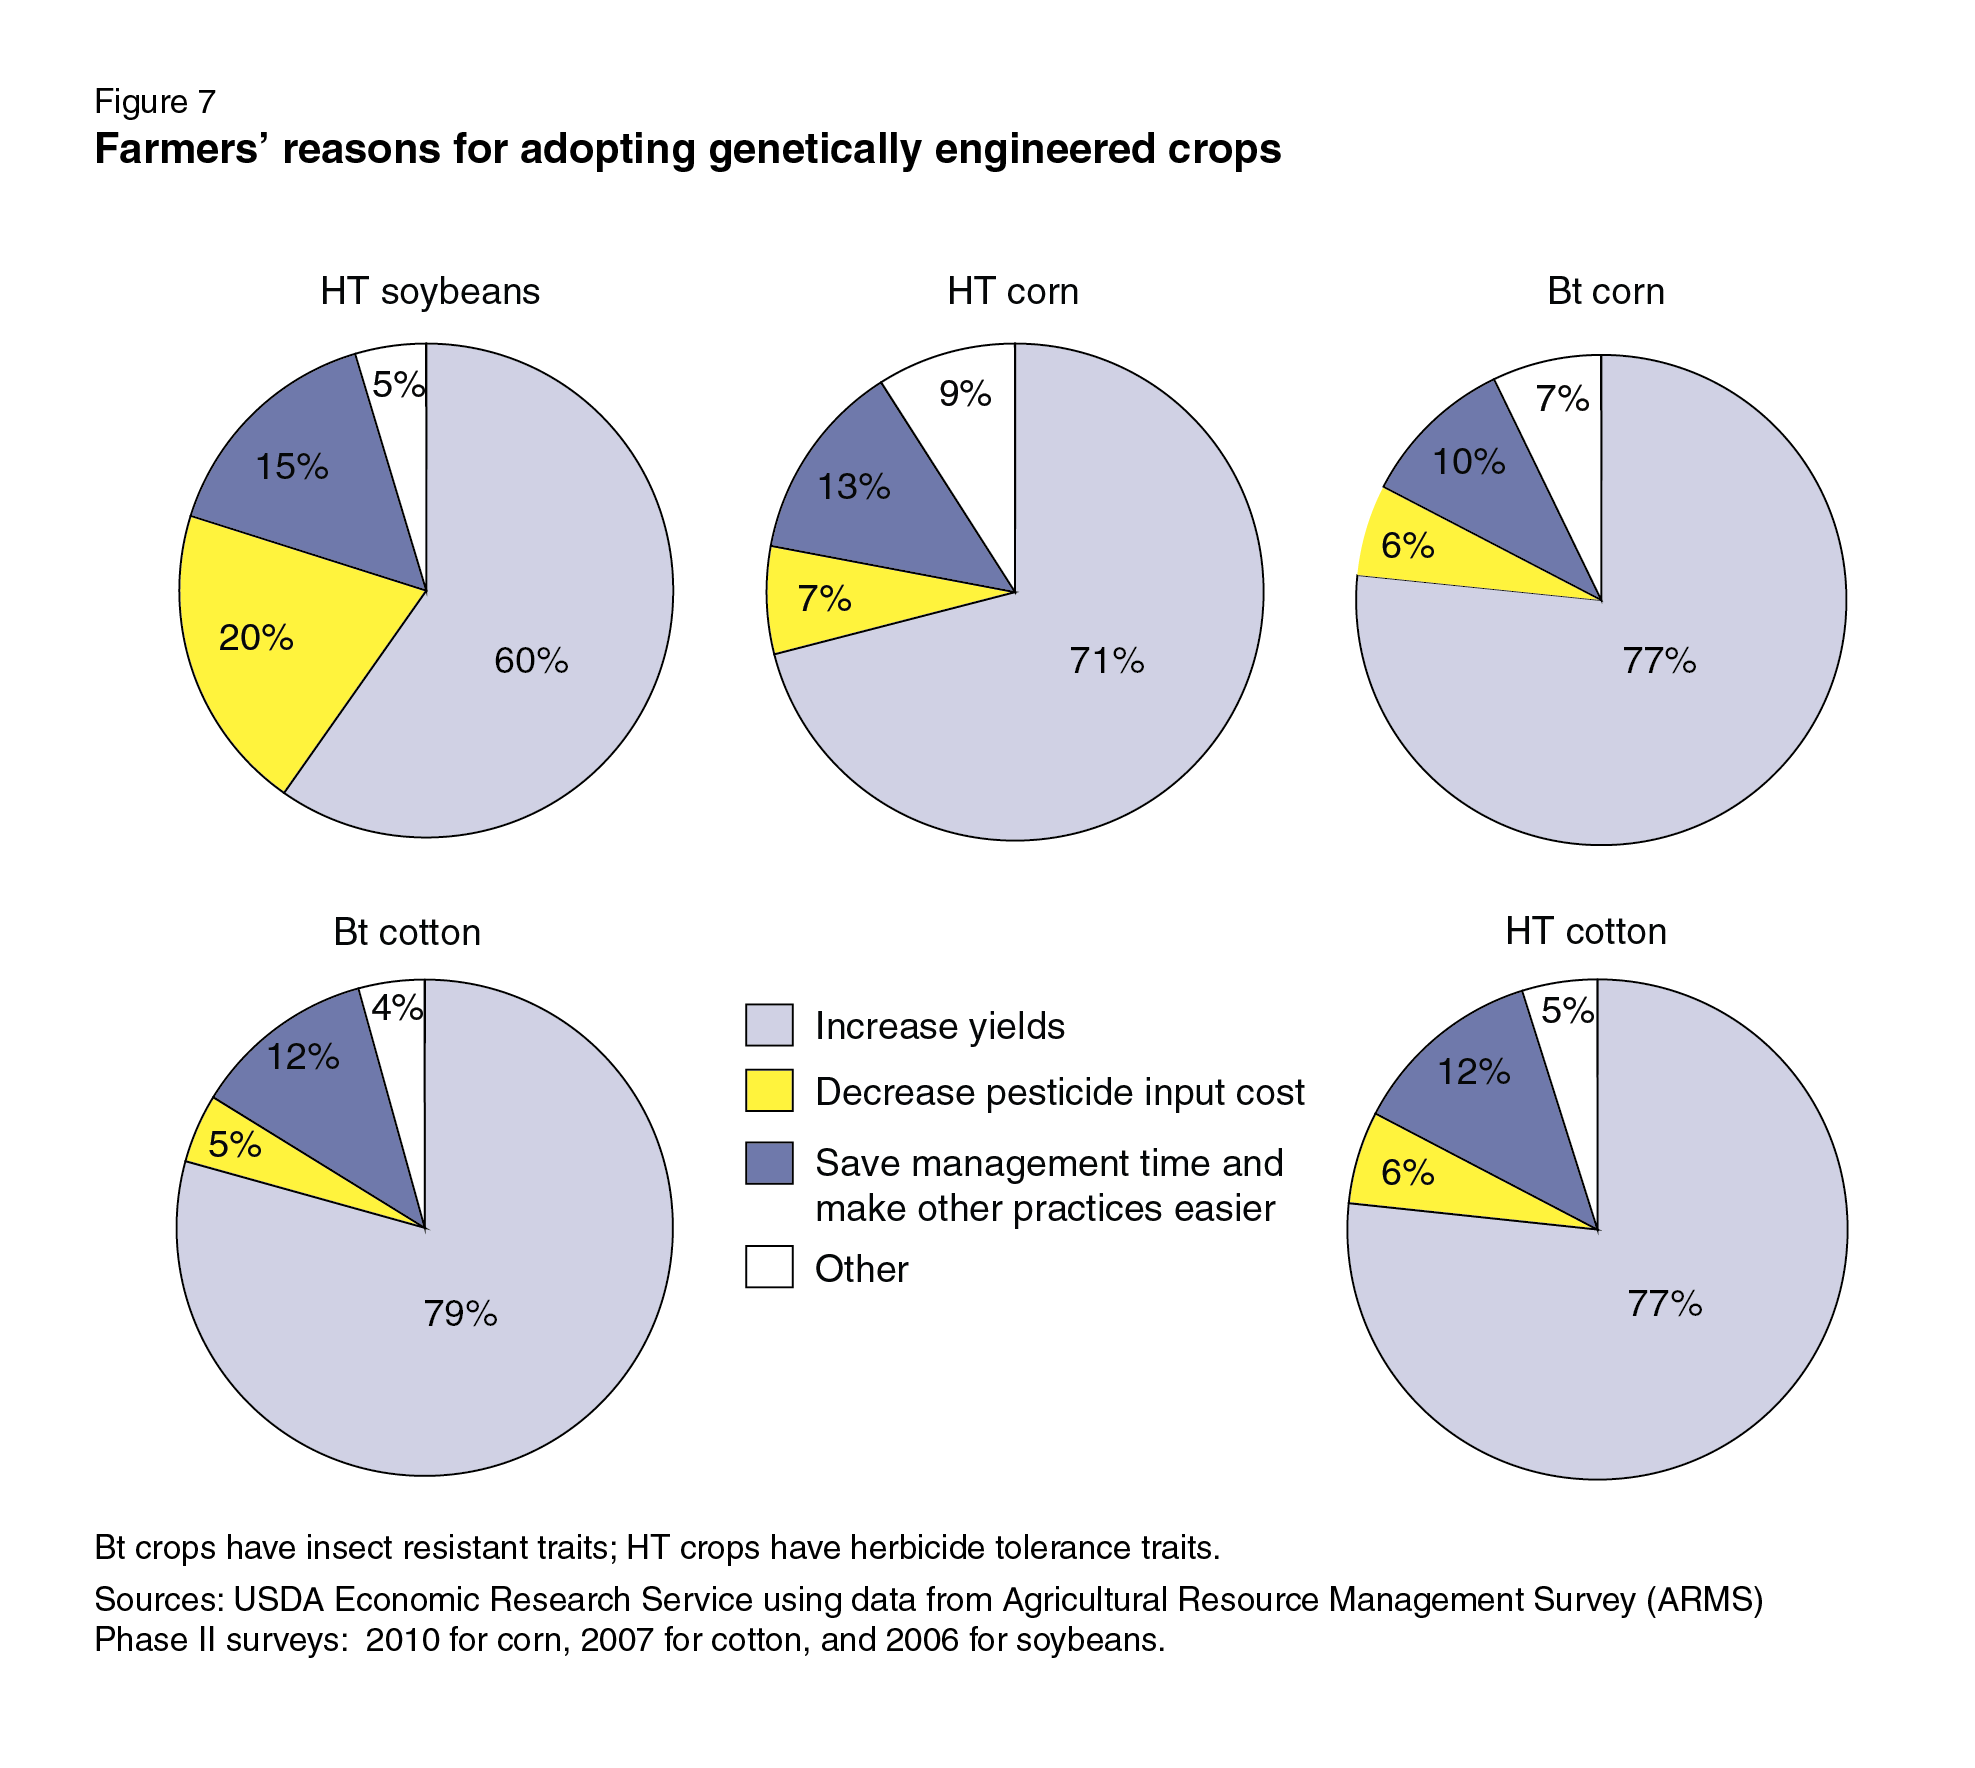 Figure 7
Farmers’ reasons for adopting genetically engineered crops
HT soybeans
5%
15%
20%
60%
HT corn
9%
13%
7%
71%
Bt corn
7%
10%
6%
77%
Bt cotton
4%
12%
5%
79%
Increase yields
Decrease pesticide input cost
Save management time and
make other practices easier
Other
HT cotton
5%
12%
6%
77%
Bt crops have insect resistant traits; HT crops have herbicide tolerance traits.
Sources: USDA Economic Research Service using data from Agricultural Resource Management Survey (ARMS)
Phase II surveys:  2010 for corn, 2007 for cotton, and 2006 for soybeans.